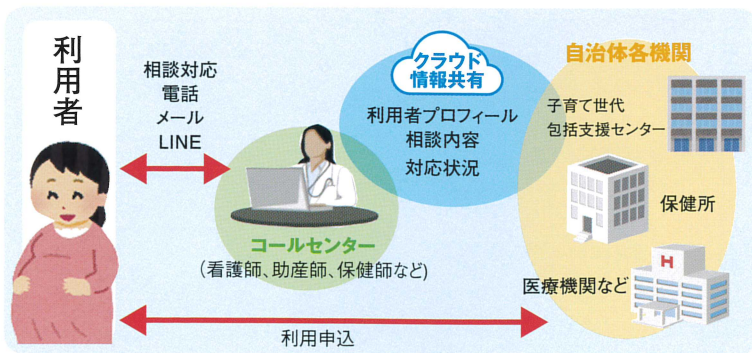 利用者
相談対応
電話
メール
LINE
クラウド
情報共有
利用者プロフィール
相談内容
対応状況
コールセンター
(看護師、助産師、保健師など)
自治体各機関
子育て世代
包括支援センター
保健所
H
医療機関など
利用申込